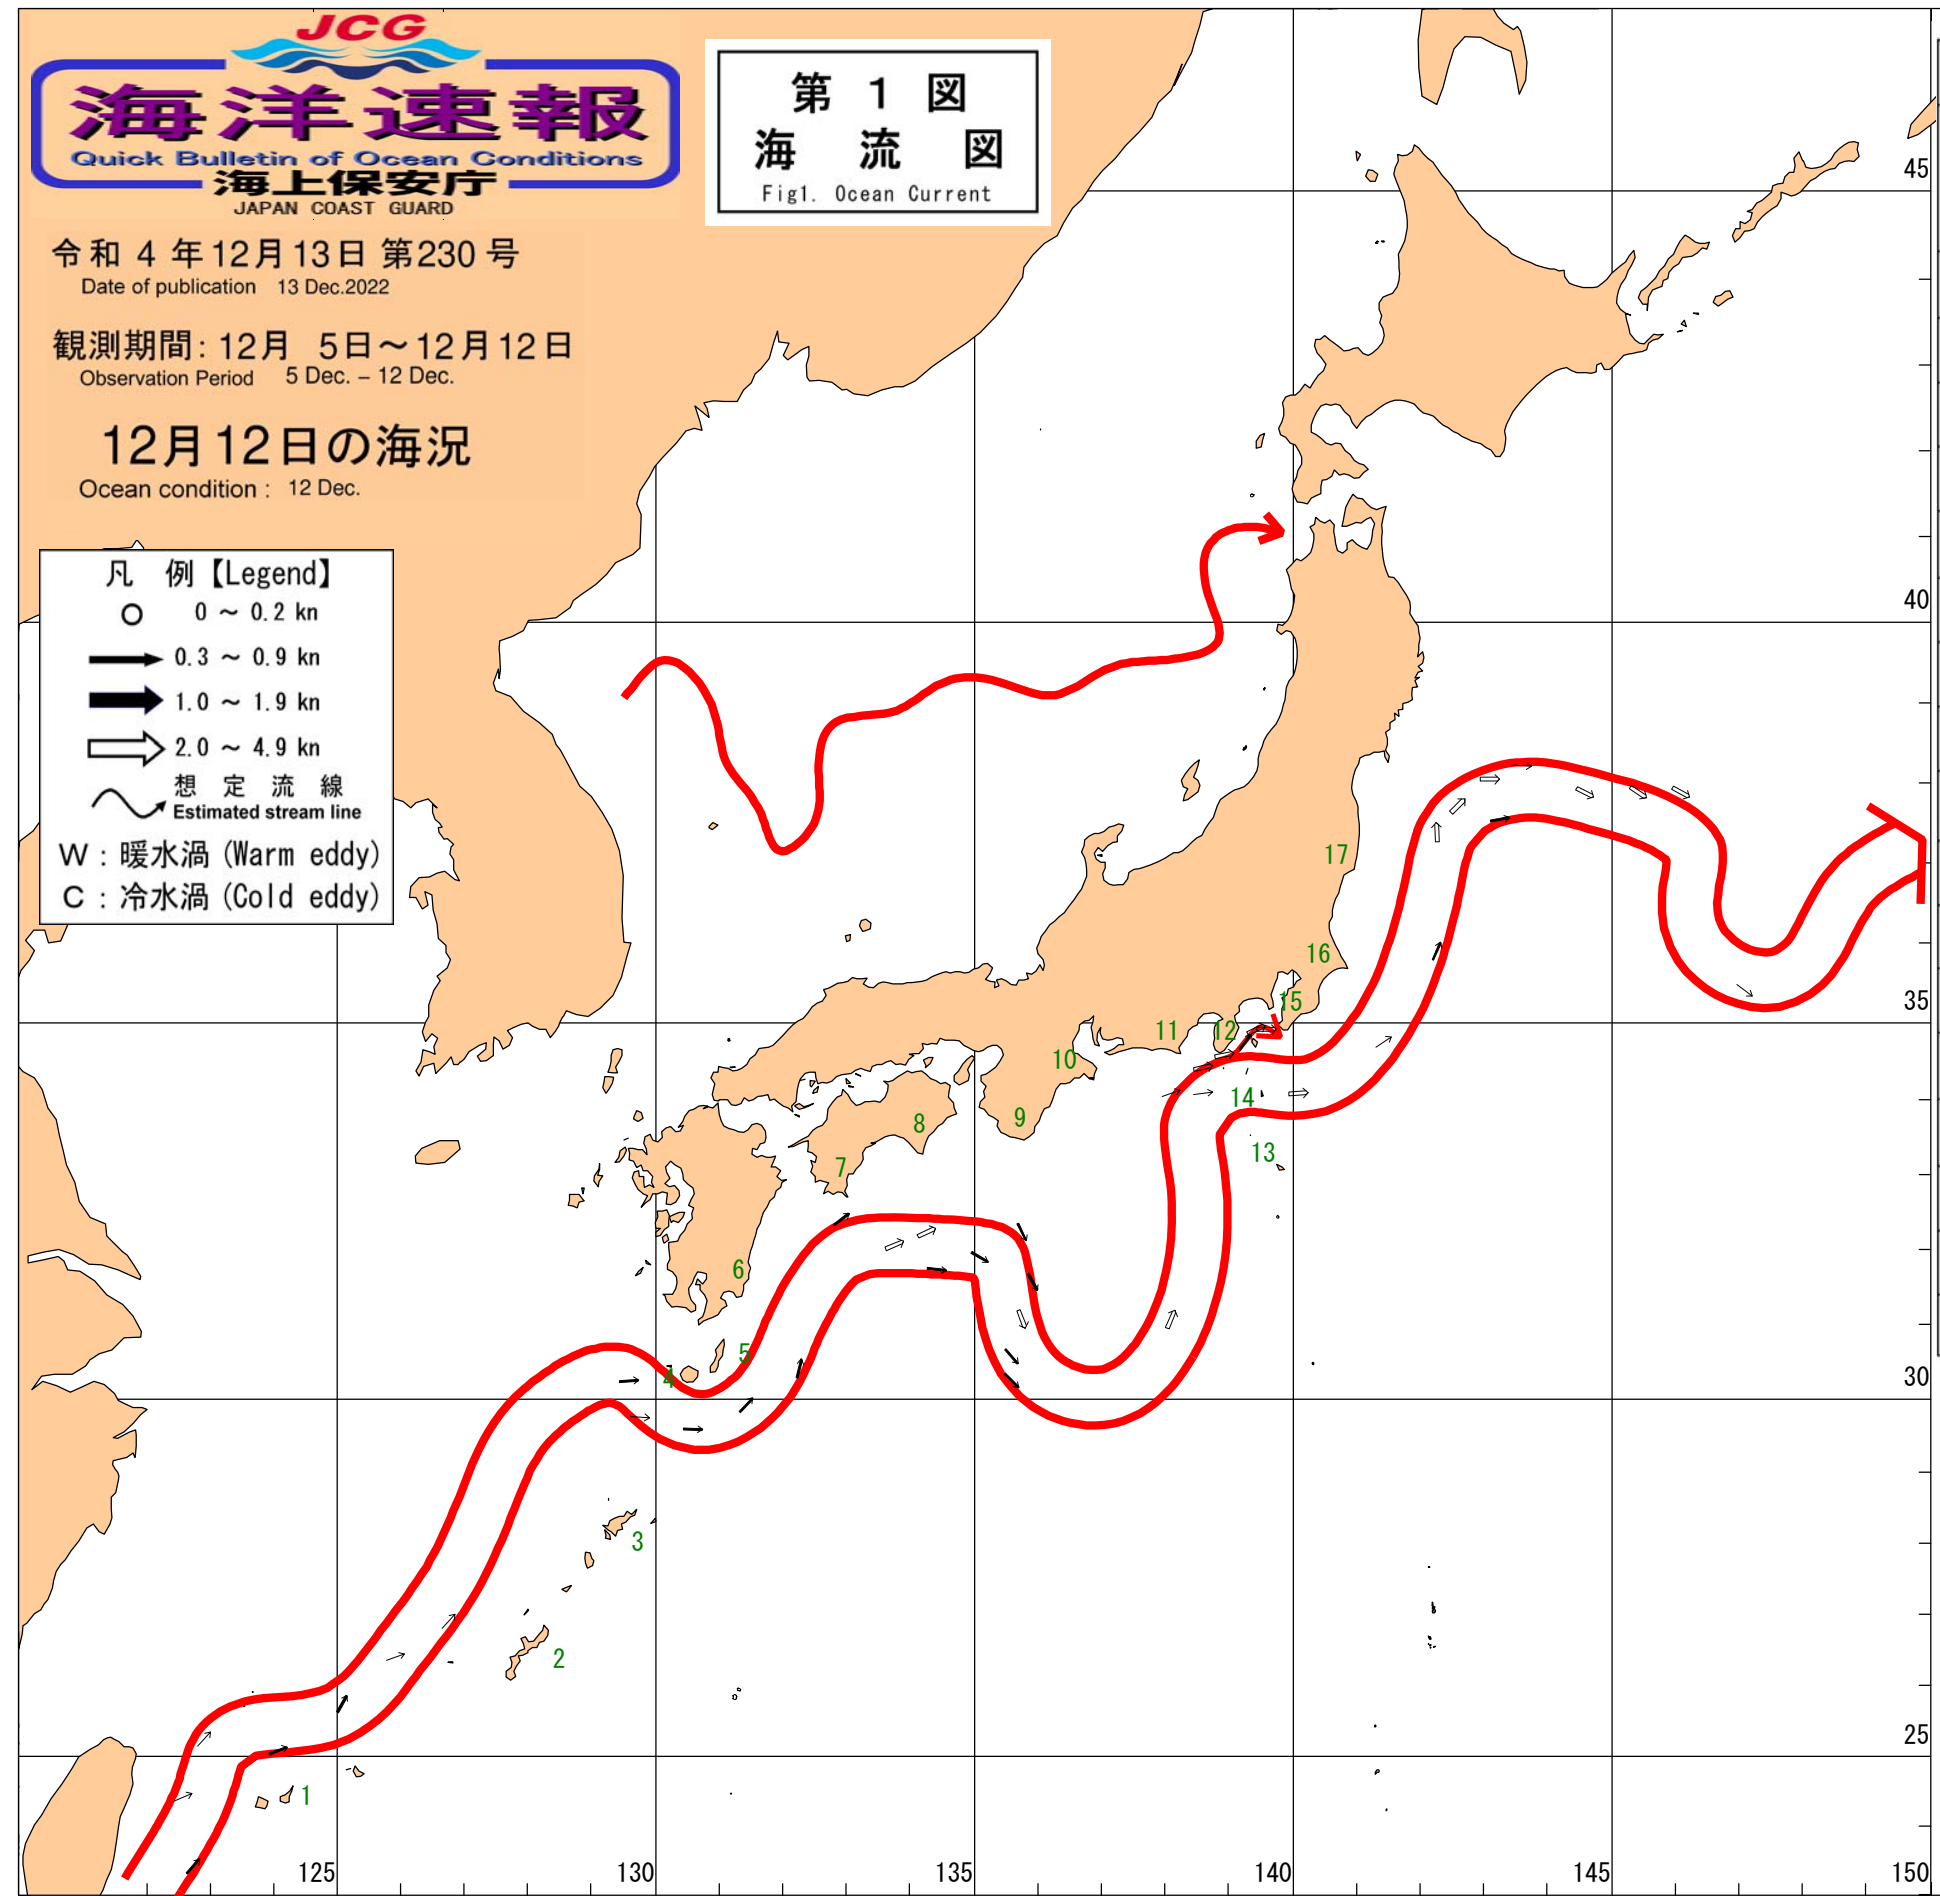 JCG
海洋速報
Quick Bulletin of Ocean Conditions
海上保安庁
JAPAN COAST GUARD
第 1 図
海 流 図
Fig1. Ocean Current
令和 4 年12月13日 第230号
Date of publication 13 Dec.2022
観測期間: 12月 5日～12月12日
Observation Period 5 Dec. – 12 Dec.
12月12日の海況
Ocean condition : 12 Dec.
凡 例【Legend】
0 ～ 0.2 kn
0.3 ～ 0.9 kn
1.0 ～ 1.9 kn
2.0 ～ 4.9 kn
想 定 流 線
Estimated stream line
W : 暖水渦 (Warm eddy)
C : 冷水渦 (Cold eddy)
45
40
17
16
35
15
12
11
10
14
9
8
13
7
6
5
4
30
3
2
25
1
125
130
135
140
145
150